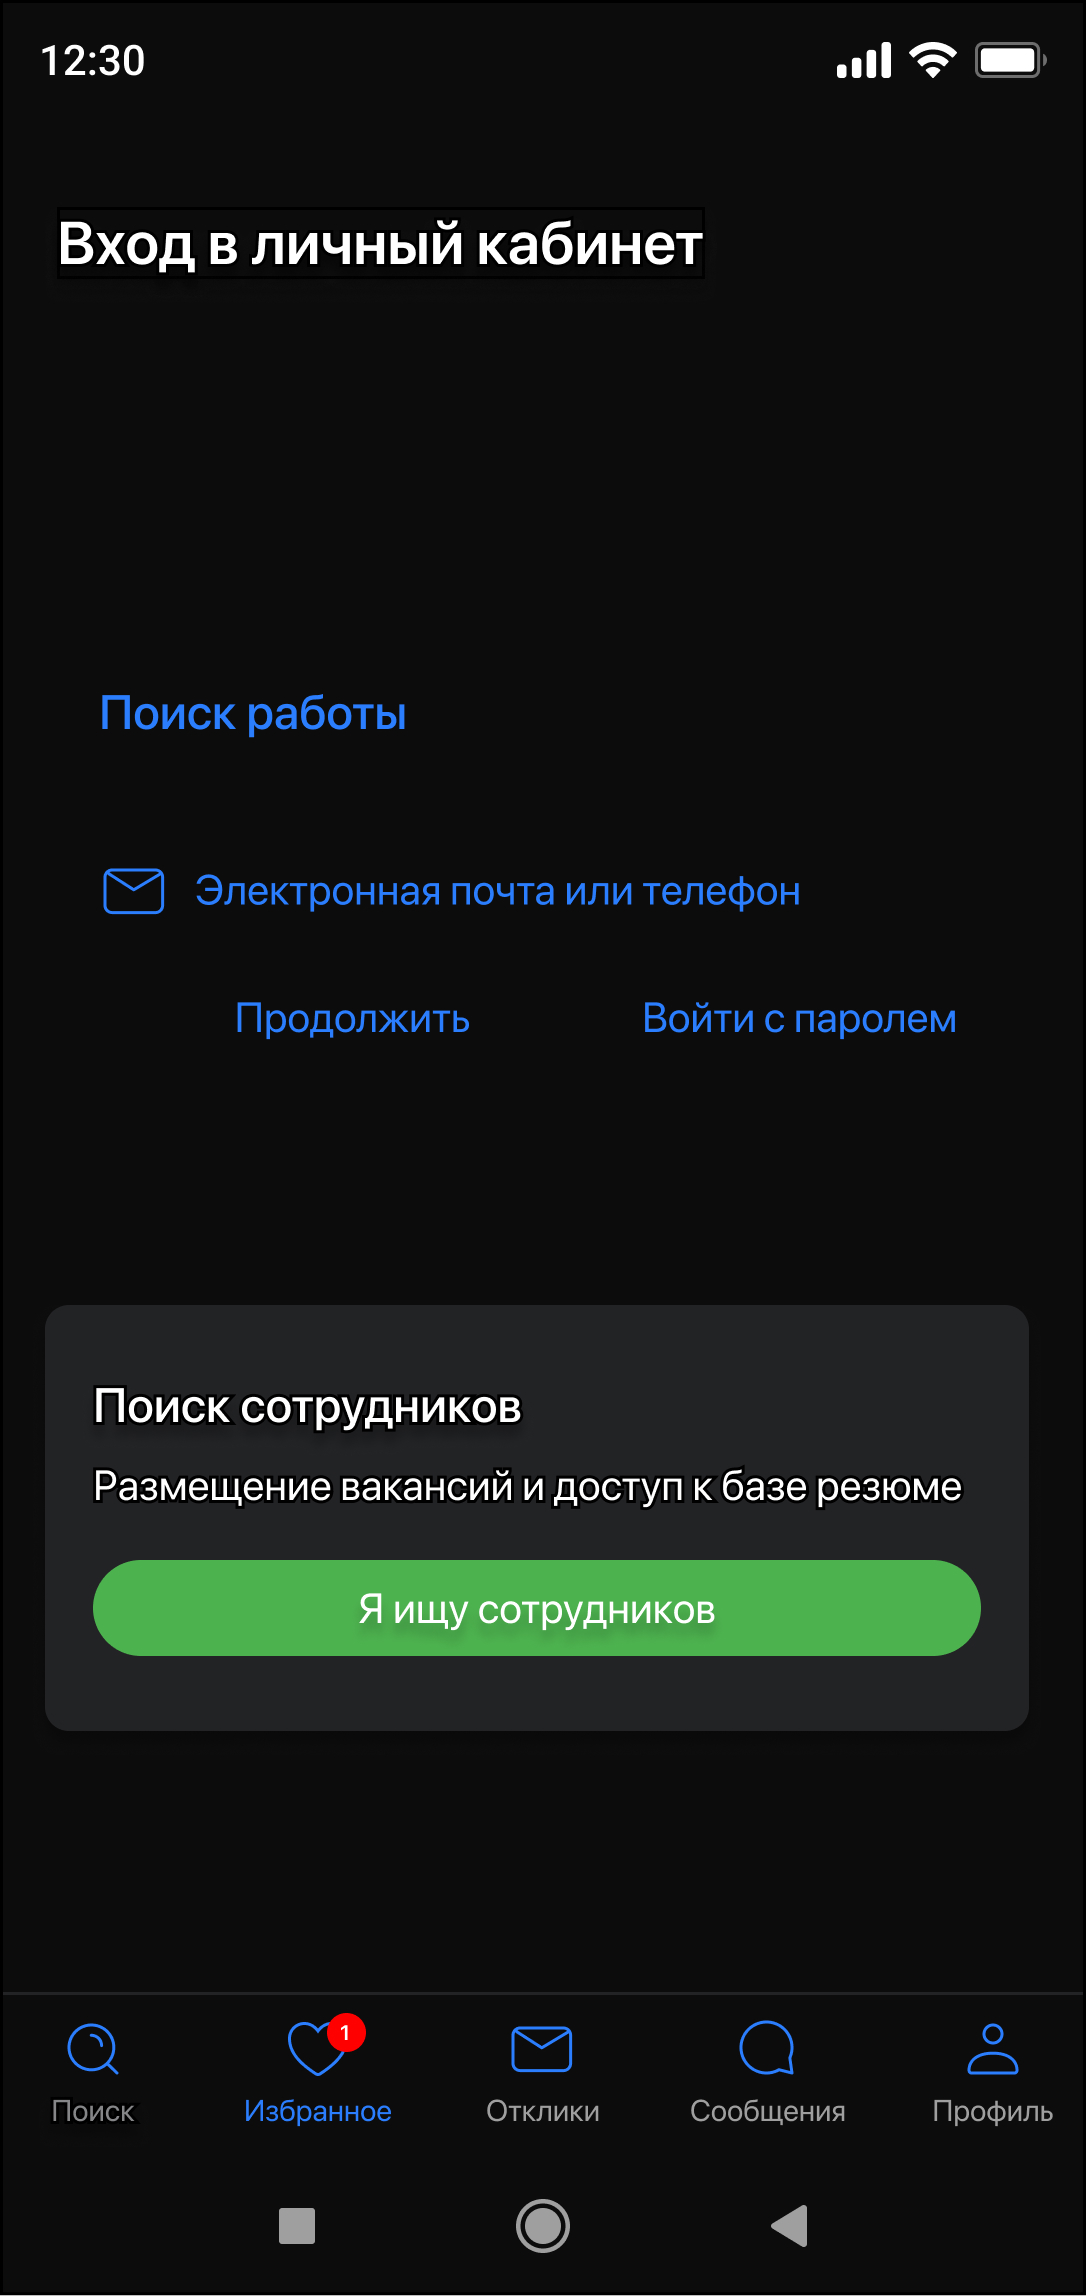 12:30
Вход в личный кабинет
Поиск работы
Электронная почта или телефон
Продолжить
Войти с паролем
Поиск сотрудников
Размещение вакансий и доступ к базе резюме
Я ищу сотрудников
1
Поиск
Избранное
Отклики
Сообщения
Профиль